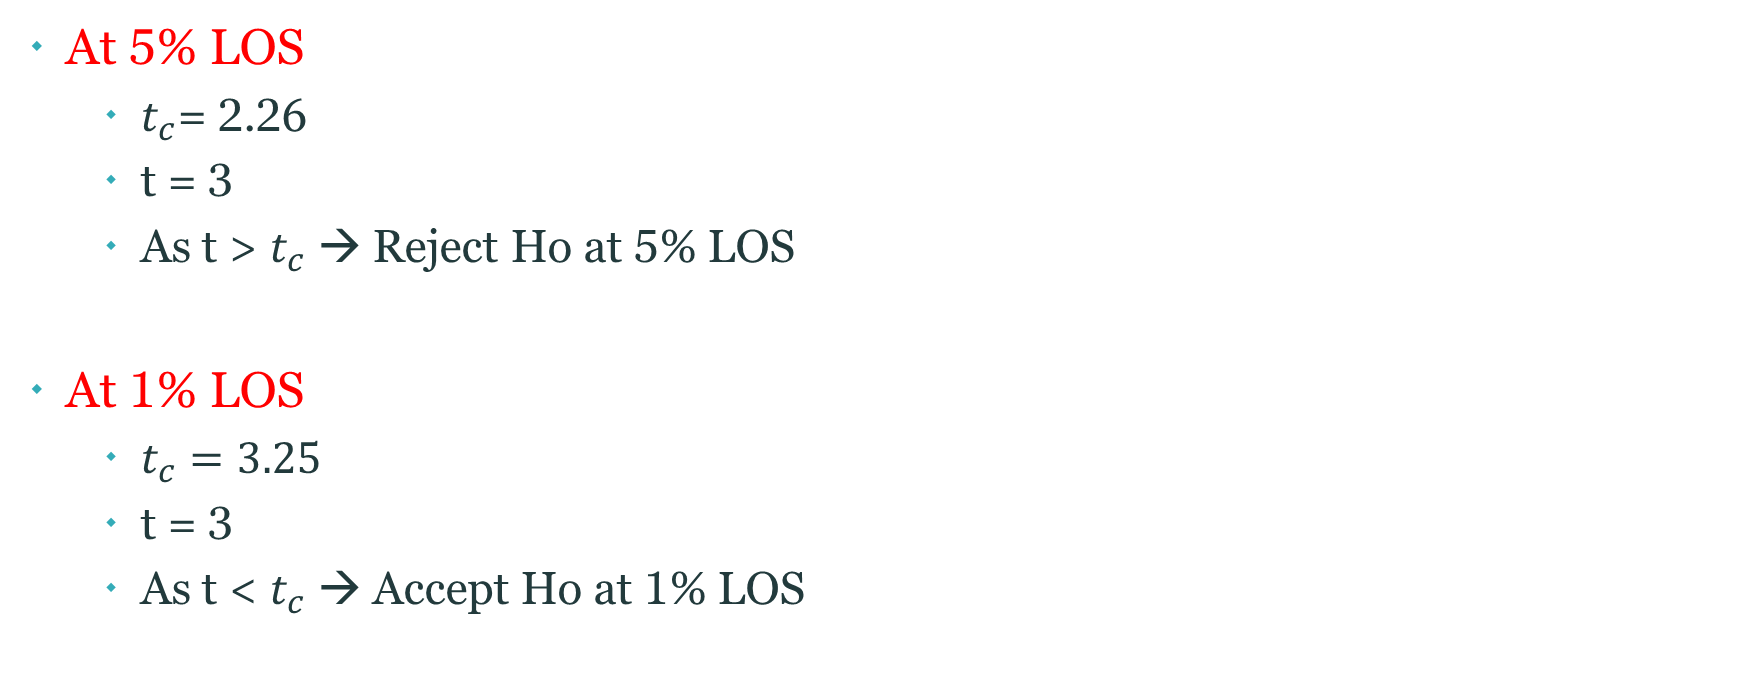 At 5% LOS
𝑡𝑐= 2.26
t = 3
As t > 𝑡𝑐 → Reject Ho at 5% LOS
At 1% LOS
𝑡𝑐 = 3.25
t = 3
As t < 𝑡𝑐 → Accept Ho at 1% LOS